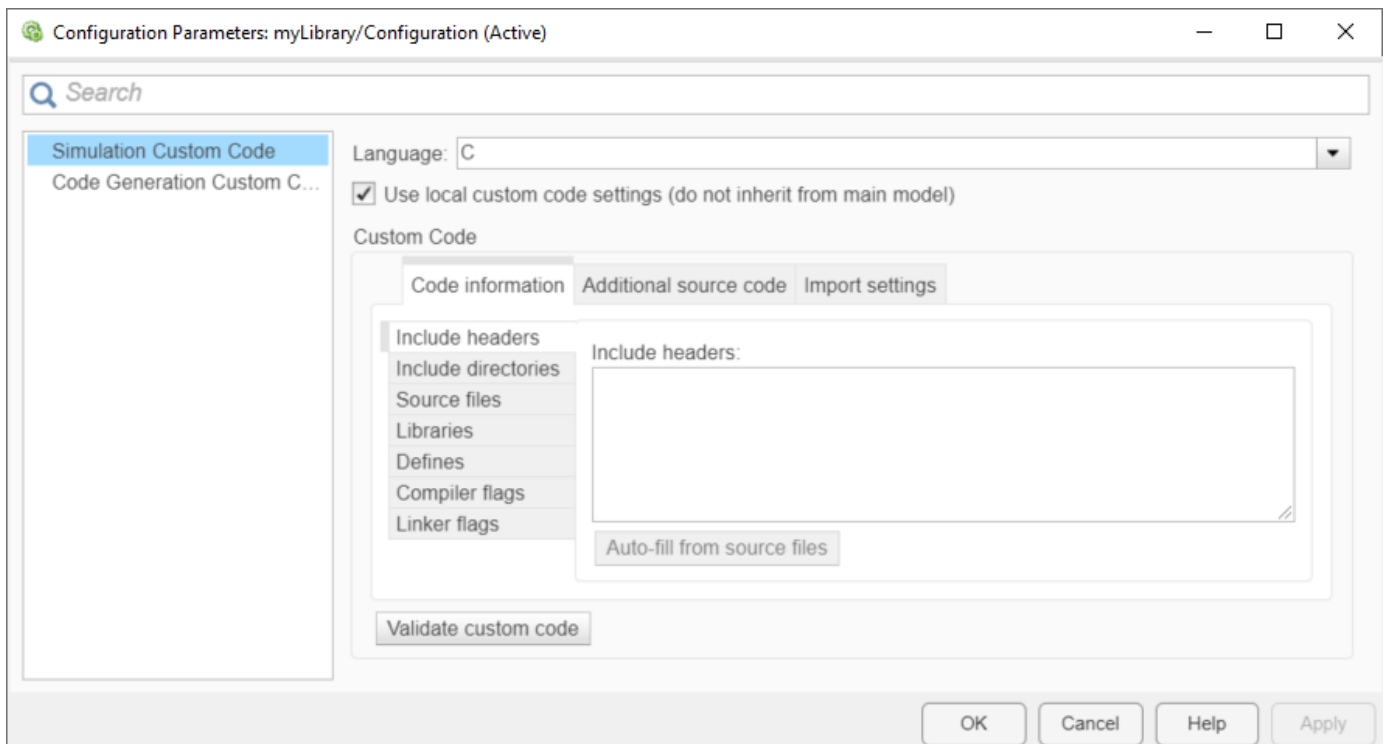 Configuration Parameters: myLibrary/Configuration (Active)
Search
Simulation Custom Code
Code Generation Custom C...
Language: C
Use local custom code settings (do not inherit from main model)
Custom Code
Code information Additional source code Import settings
Include headers
Include directories
Source files
Libraries
Defines
Compiler flags
Linker flags
Include headers:
Auto-fill from source files
Validate custom code
OK Cancel Help Apply